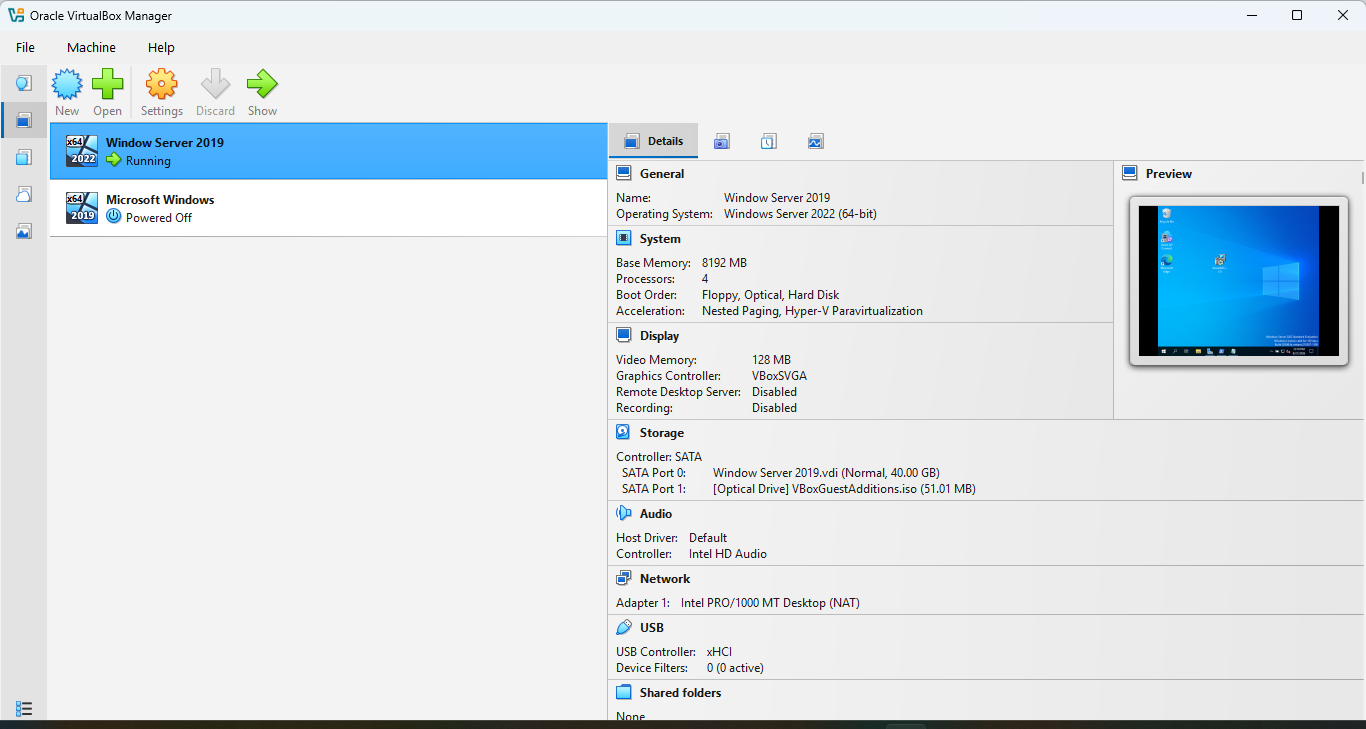 Oracle VirtualBox Manager
File Machine Help
New Open Settings Discard Show
x64 2022 Window Server 2019
Running
x64 2019 Microsoft Windows
Powered Off
Details
General
Name: Window Server 2019
Operating System: Windows Server 2022 (64-bit)
System
Base Memory: 8192 MB
Processors: 4
Boot Order: Floppy, Optical, Hard Disk
Acceleration: Nested Paging, Hyper-V Paravirtualization
Display
Video Memory: 128 MB
Graphics Controller: VBoxSVGA
Remote Desktop Server: Disabled
Recording: Disabled
Preview
Storage
Controller: SATA
SATA Port 0: Window Server 2019.vdi (Normal, 40.00 GB)
SATA Port 1: [Optical Drive] VBoxGuestAdditions.iso (51.01 MB)
Audio
Host Driver: Default
Controller: Intel HD Audio
Network
Adapter 1: Intel PRO/1000 MT Desktop (NAT)
USB
USB Controller: xHCI
Device Filters: 0 (0 active)
Shared folders
None